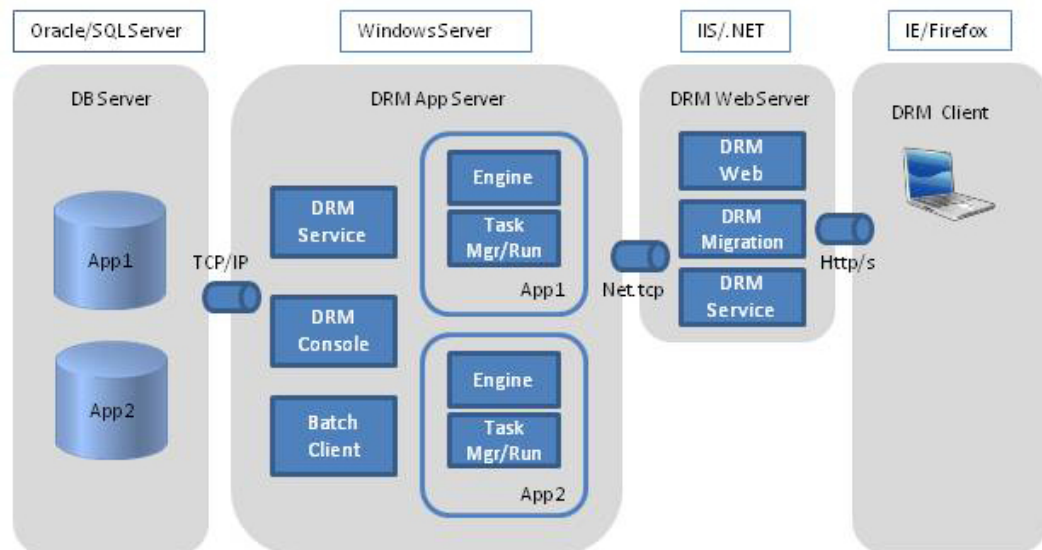 Oracle/SQLServer
WindowsServer
IIS/.NET
IE/Firefox
DB Server
DRM App Server
DRM WebServer
DRM Client
App1
App2
TCP/IP
DRM
Service
DRM
Console
Batch
Client
Engine
Task
Mgr/Run
App1
Engine
Task
Mgr/Run
App2
Net.tcp
DRM
Web
DRM
Migration
DRM
Service
Http/s